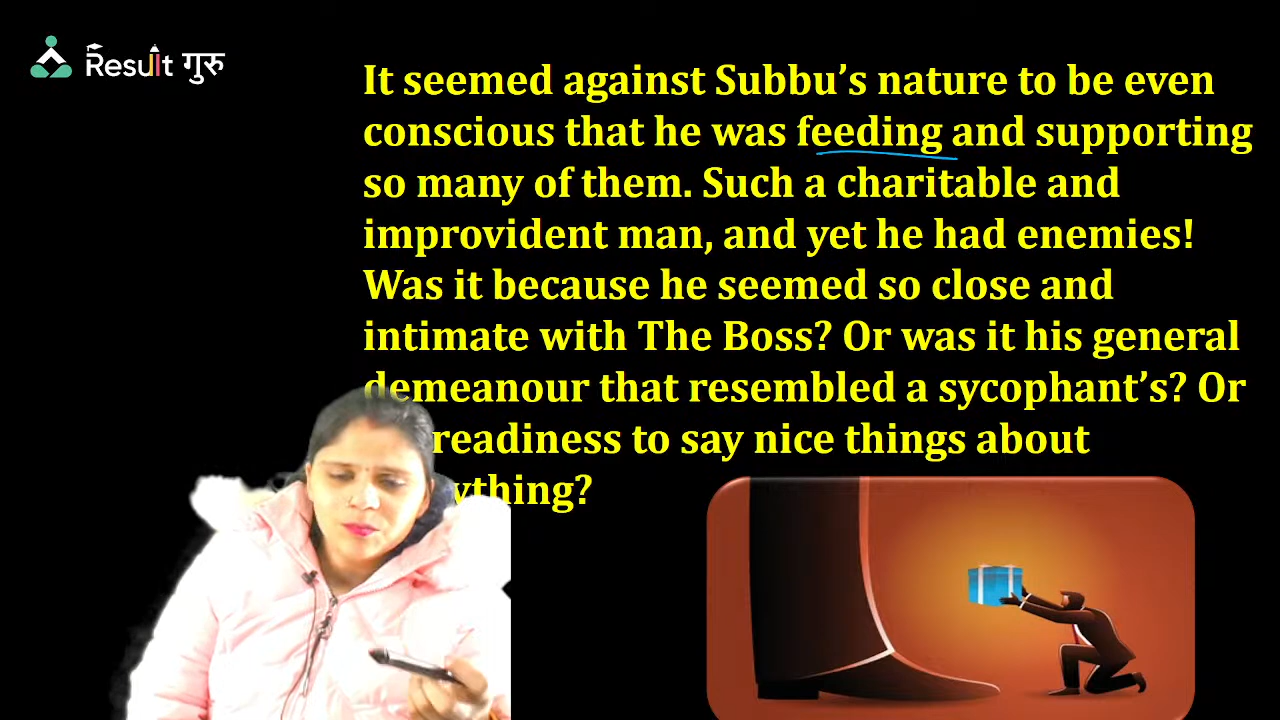 Result गुरु
It seemed against Subbu’s nature to be even
conscious that he was feeding and supporting
so many of them. Such a charitable and
improvident man, and yet he had enemies!
Was it because he seemed so close and
intimate with The Boss? Or was it his general
demeanour that resembled a sycophant’s? Or
readiness to say nice things about